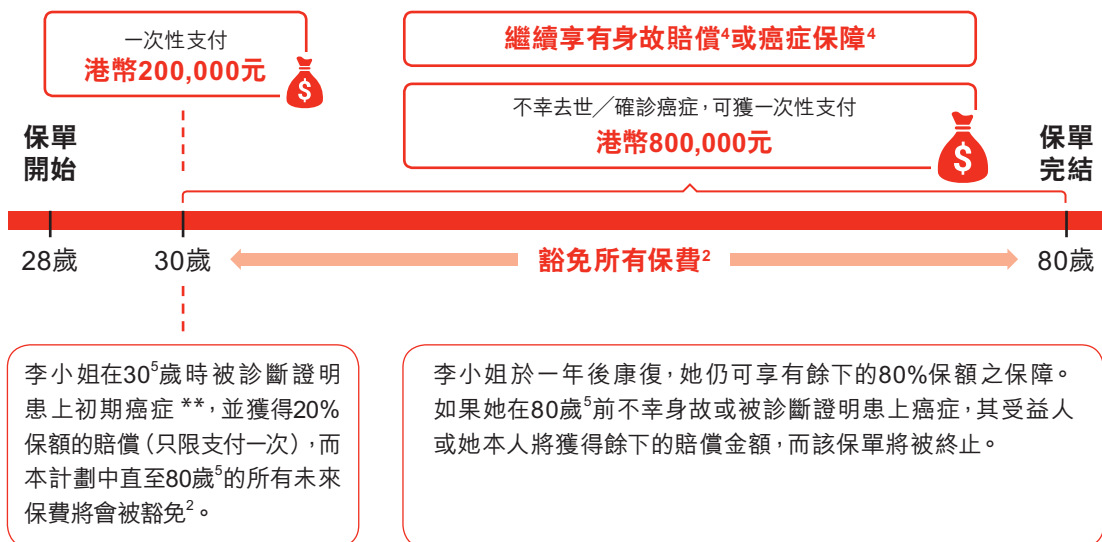 一次性支付
港幣200,000元
$
繼續享有身故賠償⁴或癌症保障⁴
不幸去世／確診癌症，可獲一次性支付
港幣800,000元
$
保單
開始
保單
完結
28歲
30歲
豁免所有保費²
80歲
李小姐在30⁵歲時被診斷證明
患上初期癌症 **，並獲得20%
保額的賠償（只限支付一次），而
本計劃中直至80歲⁵的所有未來
保費將會被豁免²。
李小姐於一年後康復，她仍可享有餘下的80%保額之保障。
如果她在80歲⁵前不幸身故或被診斷證明患上癌症，其受益人
或她本人將獲得餘下的賠償金額，而該保單將被終止。